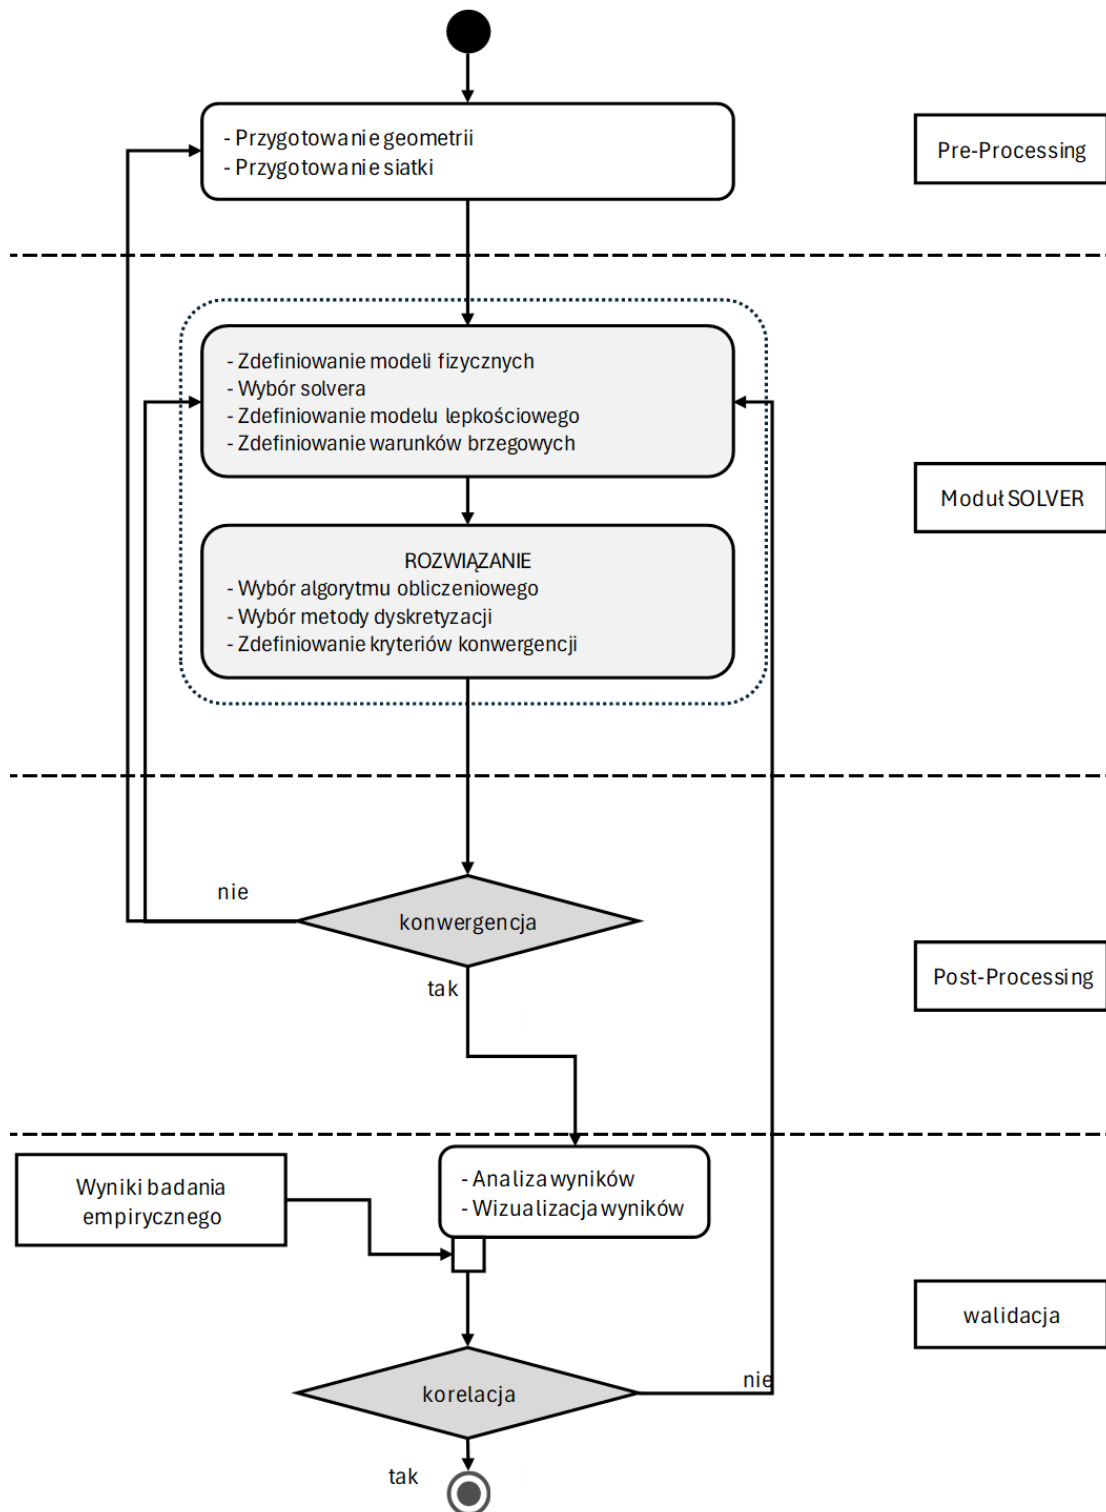 - Przygotowanie geometrii
- Przygotowanie siatki
Pre-Processing
- Zdefiniowanie modeli fizycznych
- Wybór solvera
- Zdefiniowanie modelu lepkościowego
- Zdefiniowanie warunków brzegowych
Moduł SOLVER
ROZWIĄZANIE
- Wybór algorytmu obliczeniowego
- Wybór metody dyskretyzacji
- Zdefiniowanie kryteriów konwergencji
nie
konwergencja
tak
Post-Processing
Wyniki badania
empirycznego
- Analiza wyników
- Wizualizacja wyników
walidacja
korelacja
nie
tak